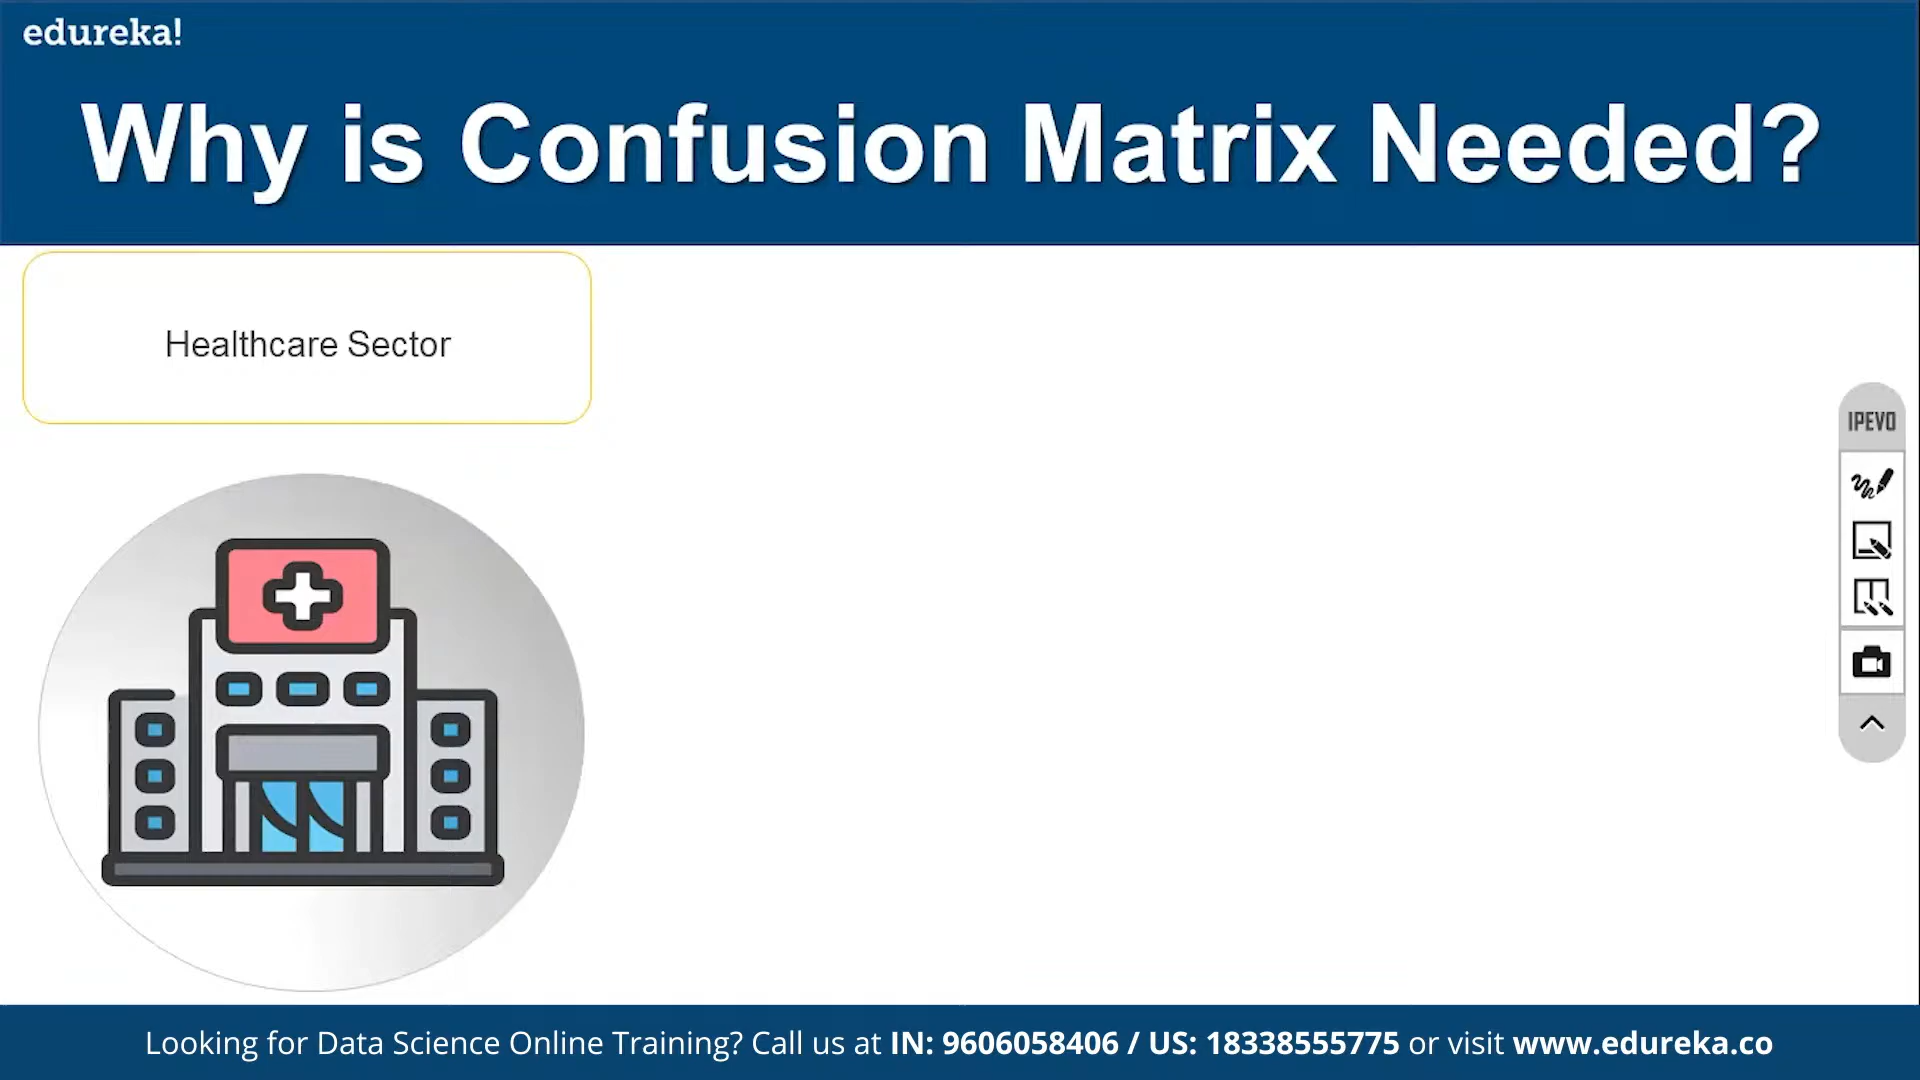 edureka!
Why is Confusion Matrix Needed?
Healthcare Sector
IPEVO
Looking for Data Science Online Training? Call us at IN: 9606058406 / US: 18338555775 or visit www.edureka.co